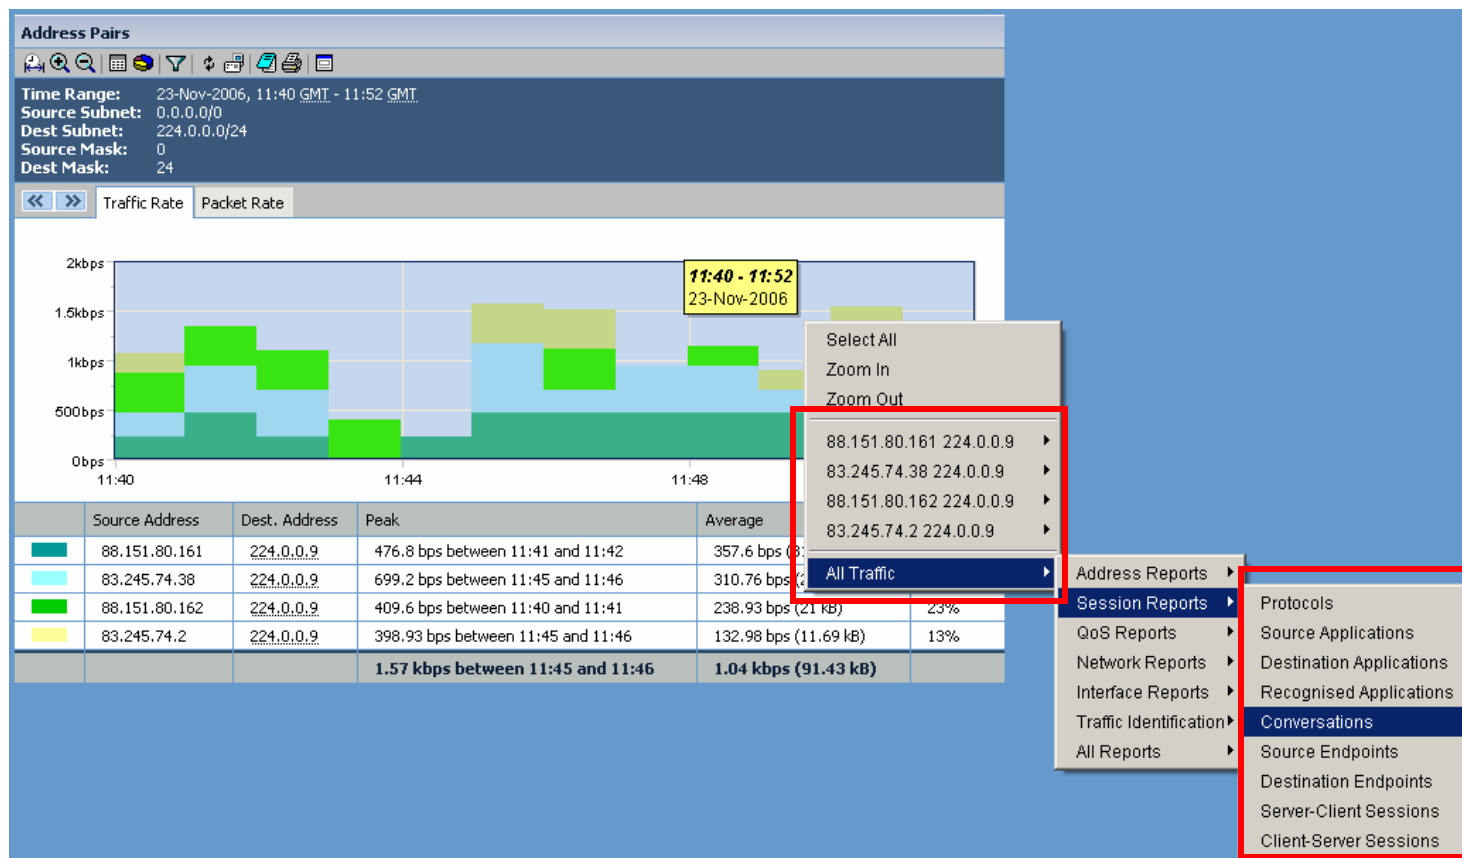 Address Pairs
Time Range: 23-Nov-2006, 11:40 GMT - 11:52 GMT
Source Subnet: 0.0.0.0/0
Dest Subnet: 224.0.0.0/24
Source Mask: 0
Dest Mask: 24
Traffic Rate Packet Rate
2kbps
1.5kbps
1kbps
500bps
0bps
11:40 11:44 11:48
11:40 - 11:52
23-Nov-2006
Select All
Zoom In
Zoom Out
88.151.80.161 224.0.0.9
83.245.74.38 224.0.0.9
88.151.80.162 224.0.0.9
83.245.74.2 224.0.0.9
All Traffic
Address Reports
Session Reports
QoS Reports
Network Reports
Interface Reports
Traffic Identification
All Reports
Protocols
Source Applications
Destination Applications
Recognised Applications
Conversations
Source Endpoints
Destination Endpoints
Server-Client Sessions
Client-Server Sessions
Source Address Dest. Address Peak Average
88.151.80.161 224.0.0.9 476.8 bps between 11:41 and 11:42 357.6 bps
83.245.74.38 224.0.0.9 699.2 bps between 11:45 and 11:46 310.76 bps
88.151.80.162 224.0.0.9 409.6 bps between 11:40 and 11:41 238.93 bps (21 kB) 23%
83.245.74.2 224.0.0.9 398.93 bps between 11:45 and 11:46 132.98 bps (11.69 kB) 13%
1.57 kbps between 11:45 and 11:46 1.04 kbps (91.43 kB)